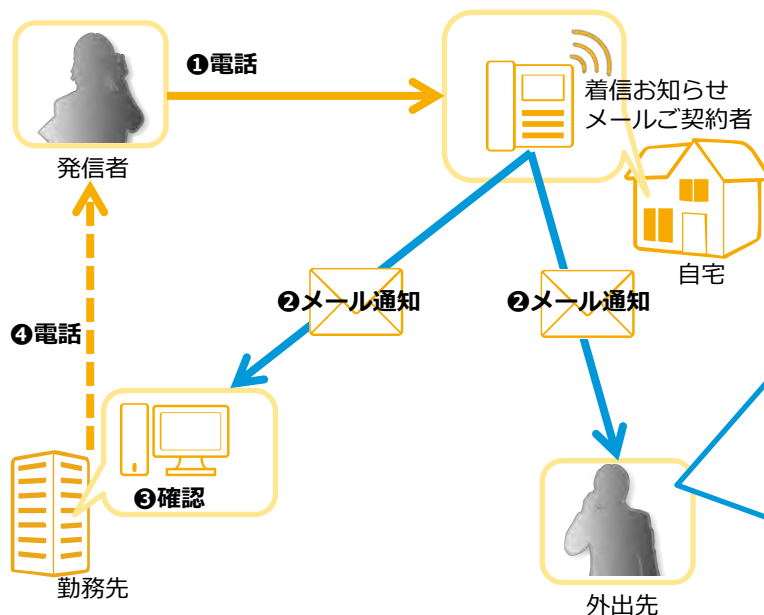 ❶電話
発信者
着信お知らせ
メールご契約者
自宅
❷メール通知
❷メール通知
❹電話
❸確認
勤務先
外出先